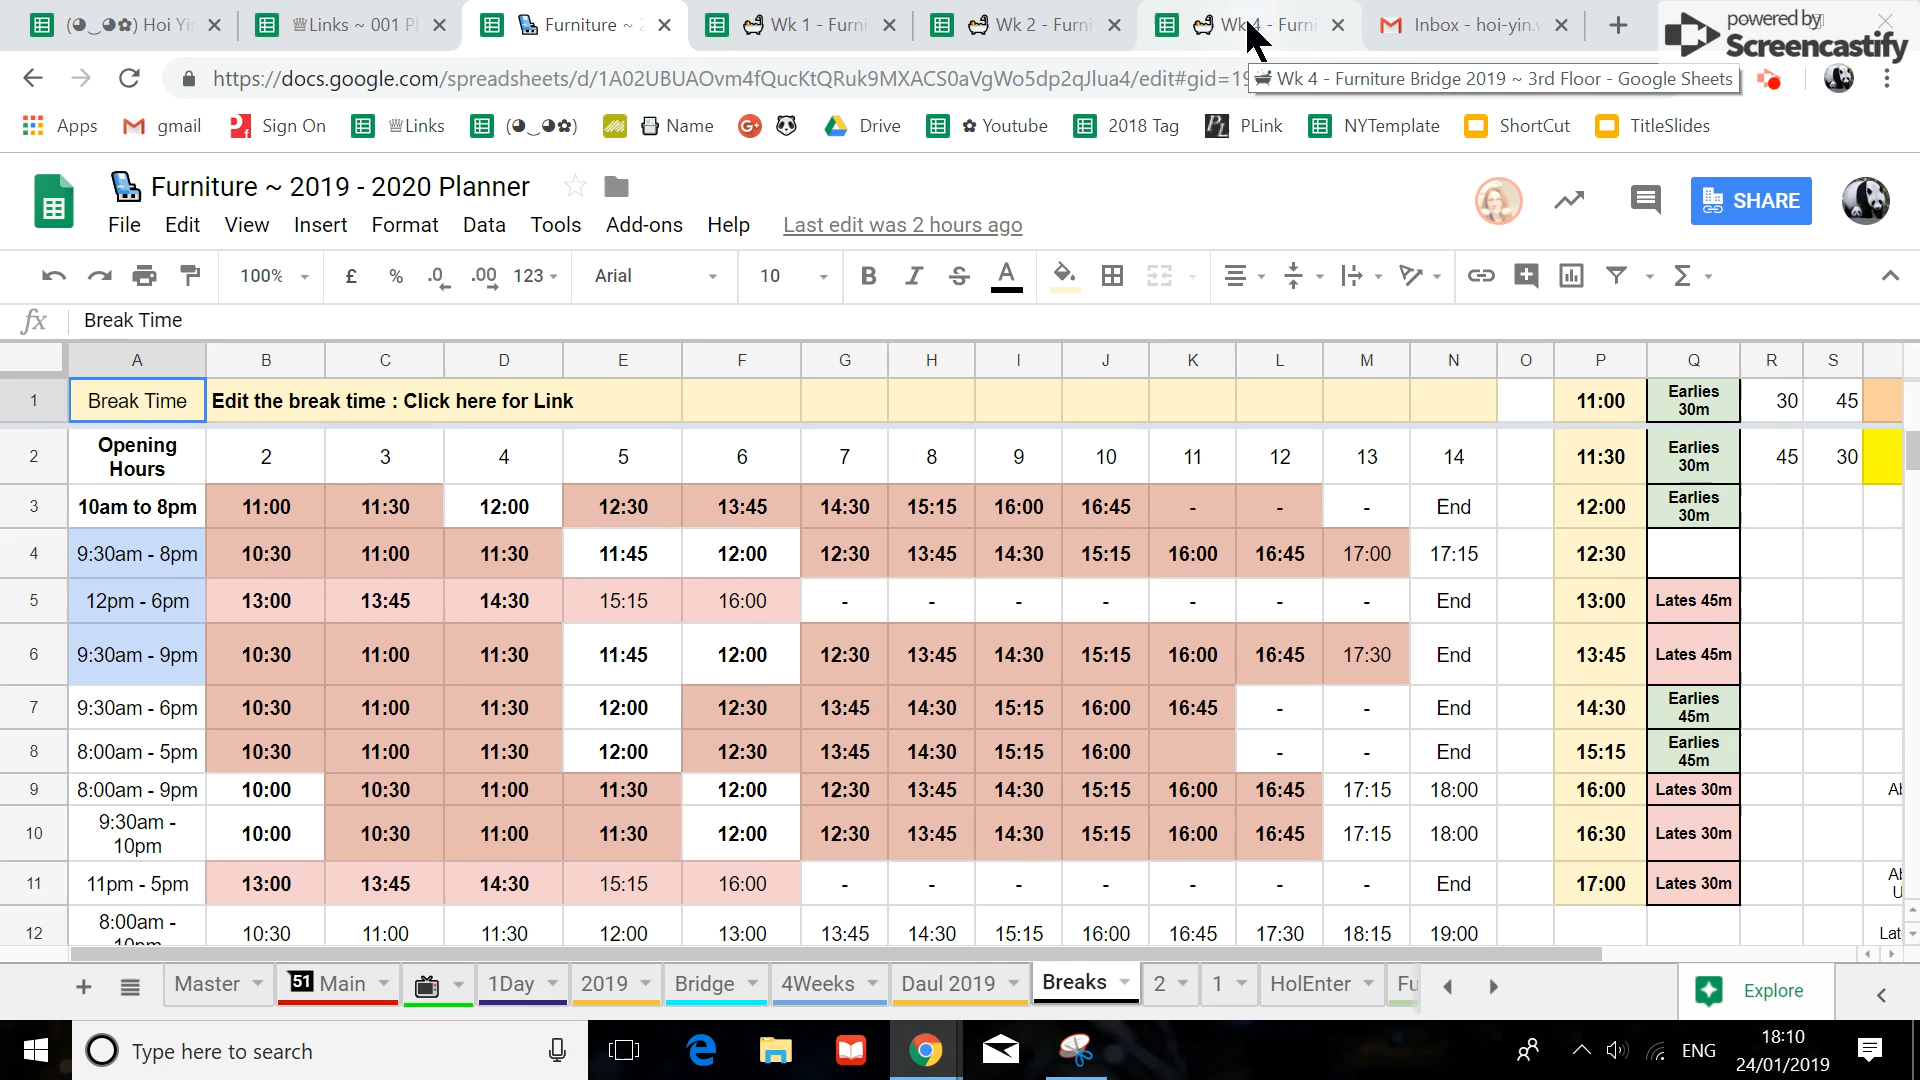 (◕‿◕✿) Hoi Yi
♕Links ~ 001 P
Furniture ~ 2
Wk 1 - Furni
Wk 2 - Furni
Wk 4 - Furni
Inbox - hoi-yin.
powered by
Screencastify
https://docs.google.com/spreadsheets/d/1A02UBUAOvm4fQucKtQRuk9MXACS0aVgWo5dp2qJlua4/edit#gid=19
Wk 4 - Furniture Bridge 2019 ~ 3rd Floor - Google Sheets
Apps gmail Sign On ♕Links (◕‿◕✿) Name Drive ✿ Youtube 2018 Tag PLink NYTemplate ShortCut TitleSlides
Furniture ~ 2019 - 2020 Planner
SHARE
File Edit View Insert Format Data Tools Add-ons Help Last edit was 2 hours ago
100% £ % .0 .00 123 Arial 10 B I S A Σ
fx Break Time
A B C D E F G H I J K L M N O P Q R S
1 Break Time Edit the break time : Click here for Link 11:00 Earlies 30m 30 45
2 Opening Hours 2 3 4 5 6 7 8 9 10 11 12 13 14 11:30 Earlies 30m 45 30
3 10am to 8pm 11:00 11:30 12:00 12:30 13:45 14:30 15:15 16:00 16:45 - - - End 12:00 Earlies 30m
4 9:30am - 8pm 10:30 11:00 11:30 11:45 12:00 12:30 13:45 14:30 15:15 16:00 16:45 17:00 17:15 12:30
5 12pm - 6pm 13:00 13:45 14:30 15:15 16:00 - - - - - - - End 13:00 Lates 45m
6 9:30am - 9pm 10:30 11:00 11:30 11:45 12:00 12:30 13:45 14:30 15:15 16:00 16:45 17:30 End 13:45 Lates 45m
7 9:30am - 6pm 10:30 11:00 11:30 12:00 12:30 13:45 14:30 15:15 16:00 16:45 - - End 14:30 Earlies 45m
8 8:00am - 5pm 10:30 11:00 11:30 12:00 12:30 13:45 14:30 15:15 16:00 - - End 15:15 Earlies 45m
9 8:00am - 9pm 10:00 10:30 11:00 11:30 12:00 12:30 13:45 14:30 15:15 16:00 16:45 17:15 18:00 16:00 Lates 30m
10 9:30am - 10pm 10:00 10:30 11:00 11:30 12:00 12:30 13:45 14:30 15:15 16:00 16:45 17:15 18:00 16:30 Lates 30m
11 11pm - 5pm 13:00 13:45 14:30 15:15 16:00 - - - - - - - End 17:00 Lates 30m
12 8:00am - 10pm 10:30 11:00 11:30 12:00 13:00 13:45 14:30 15:15 16:00 16:45 17:30 18:15 19:00 Lat
Master 51 Main 1Day 2019 Bridge 4Weeks Daul 2019 Breaks 2 1 HolEnter Fu
Explore
Type here to search
ENG
18:10
24/01/2019